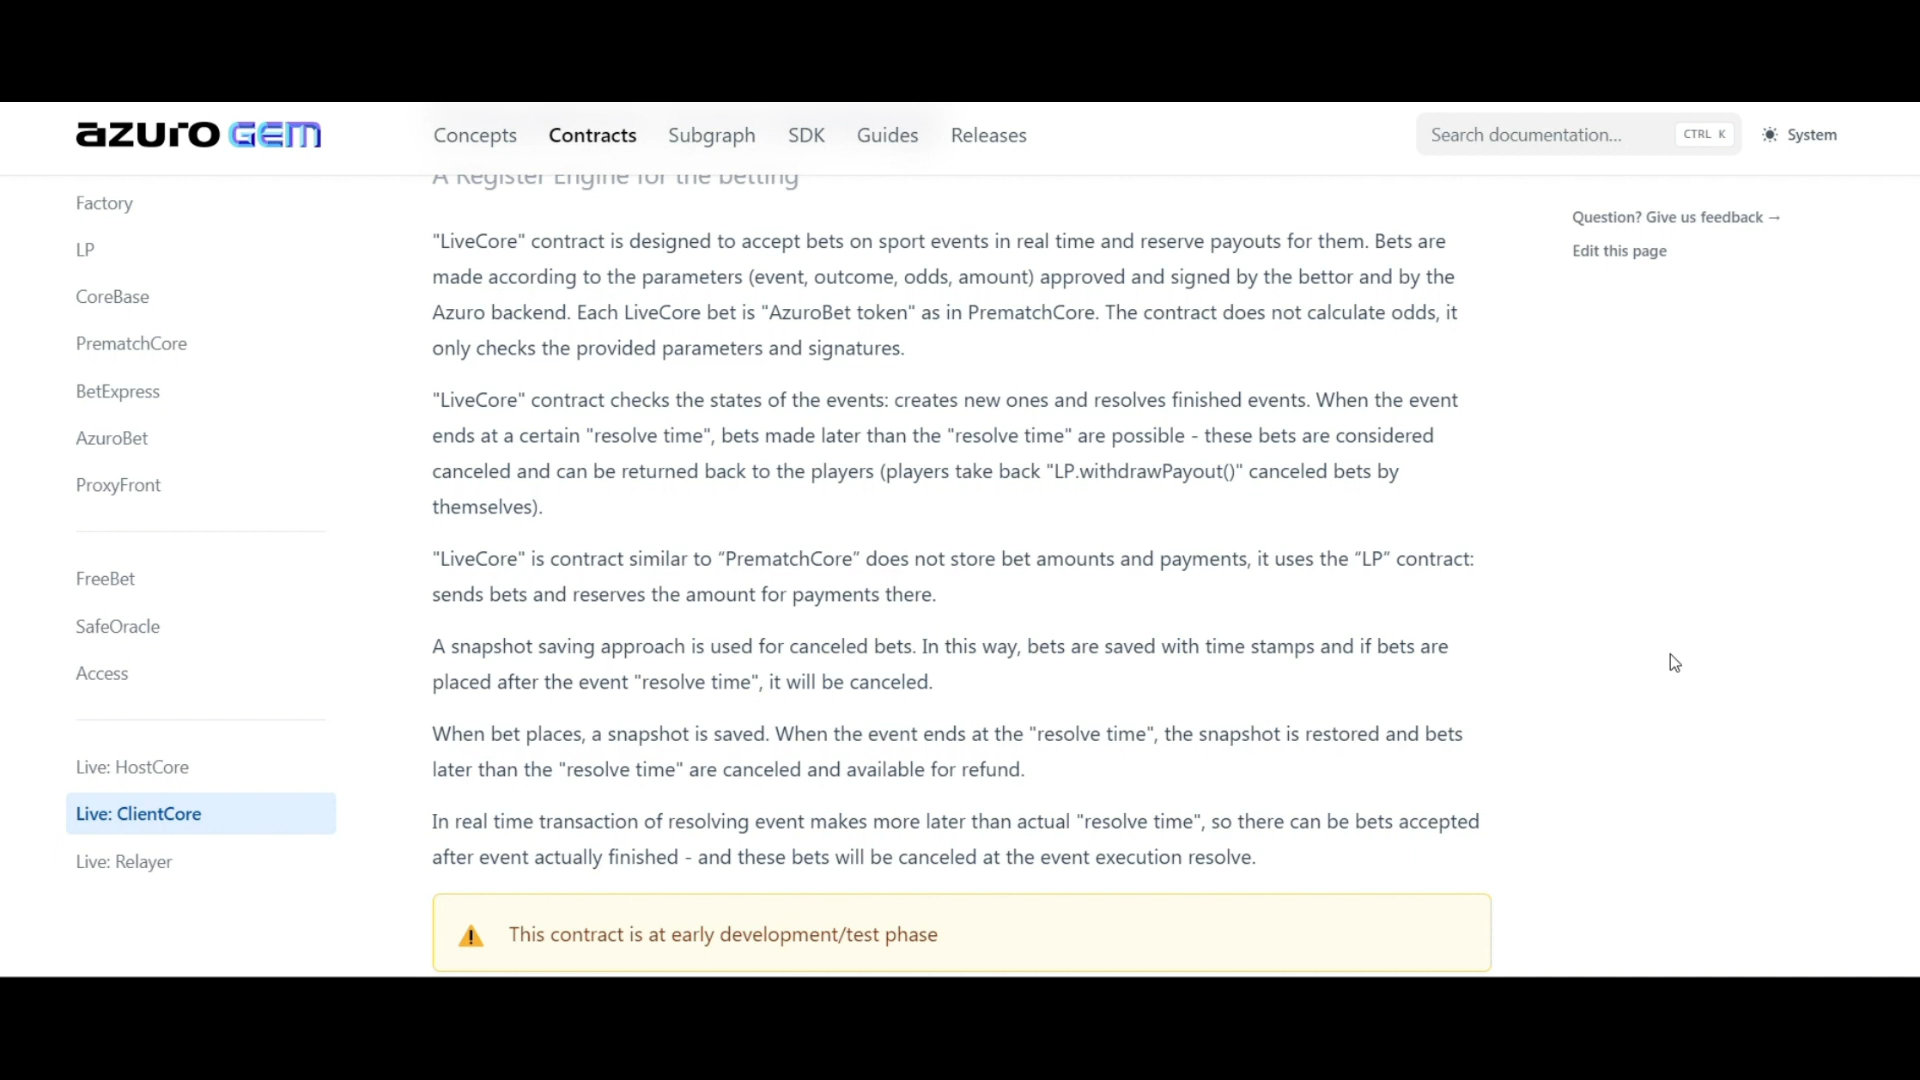 azuro GEM
Concepts
Contracts
Subgraph
SDK
Guides
Releases
Search documentation...
CTRL K
System
Factory
LP
CoreBase
PrematchCore
BetExpress
AzuroBet
ProxyFront
FreeBet
SafeOracle
Access
Live: HostCore
Live: ClientCore
Live: Relayer
A Register Engine for the betting
"LiveCore" contract is designed to accept bets on sport events in real time and reserve payouts for them. Bets are
made according to the parameters (event, outcome, odds, amount) approved and signed by the bettor and by the
Azuro backend. Each LiveCore bet is "AzuroBet token" as in PrematchCore. The contract does not calculate odds, it
only checks the provided parameters and signatures.
"LiveCore" contract checks the states of the events: creates new ones and resolves finished events. When the event
ends at a certain "resolve time", bets made later than the "resolve time" are possible - these bets are considered
canceled and can be returned back to the players (players take back "LP.withdrawPayout()" canceled bets by
themselves).
"LiveCore" is contract similar to “PrematchCore” does not store bet amounts and payments, it uses the “LP” contract:
sends bets and reserves the amount for payments there.
A snapshot saving approach is used for canceled bets. In this way, bets are saved with time stamps and if bets are
placed after the event "resolve time", it will be canceled.
When bet places, a snapshot is saved. When the event ends at the "resolve time", the snapshot is restored and bets
later than the "resolve time" are canceled and available for refund.
In real time transaction of resolving event makes more later than actual "resolve time", so there can be bets accepted
after event actually finished - and these bets will be canceled at the event execution resolve.
This contract is at early development/test phase
Question? Give us feedback →
Edit this page